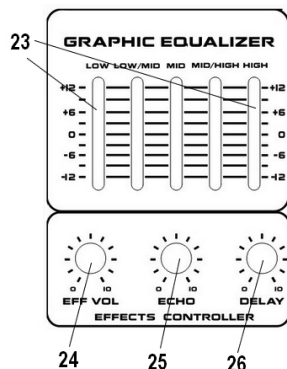 23
GRAPHIC EQUALIZER
LOW LOW/MID MID MID/HIGH HIGH
+12 +12
+6 +6
0 0
-6 -6
-12 -12
0 10 0 10 0 10
EFF VOL ECHO DELAY
EFFECTS CONTROLLER
24 25 26